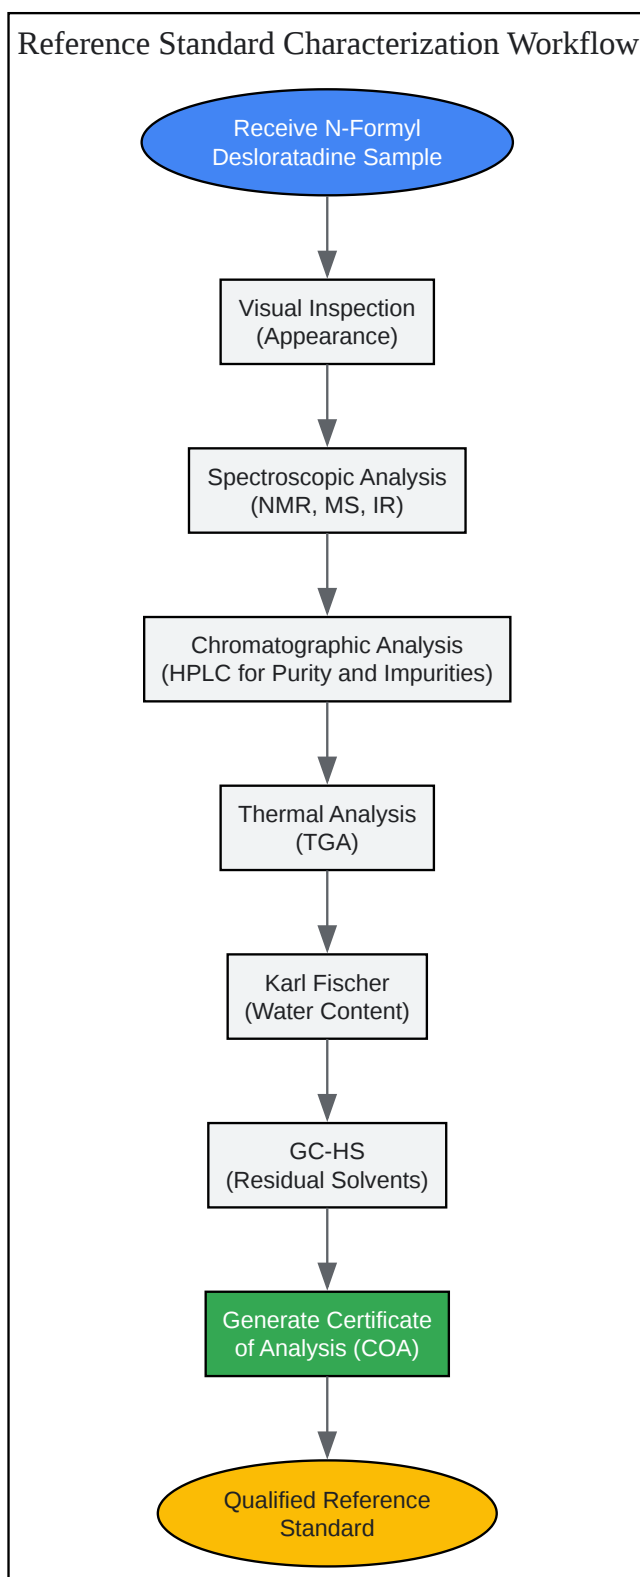 Reference Standard Characterization Workflow
Receive N-Formyl
Desloratadine Sample
Visual Inspection
(Appearance)
Spectroscopic Analysis
(NMR, MS, IR)
Chromatographic Analysis
(HPLC for Purity and Impurities)
Thermal Analysis
(TGA)
Karl Fischer
(Water Content)
GC-HS
(Residual Solvents)
Generate Certificate
of Analysis (COA)
Qualified Reference
Standard